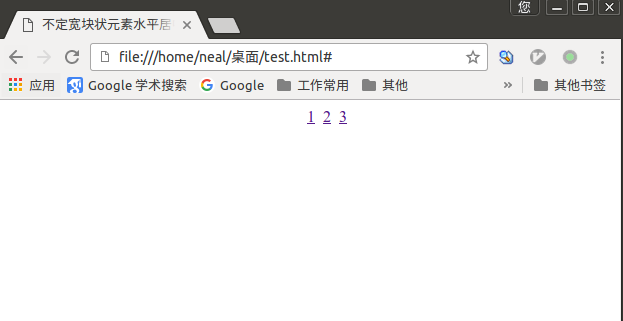 您
不定宽块状元素水平居
file:///home/neal/桌面/test.html#
应用 Google 学术搜索 Google 工作常用 其他 » 其他书签
1 2 3